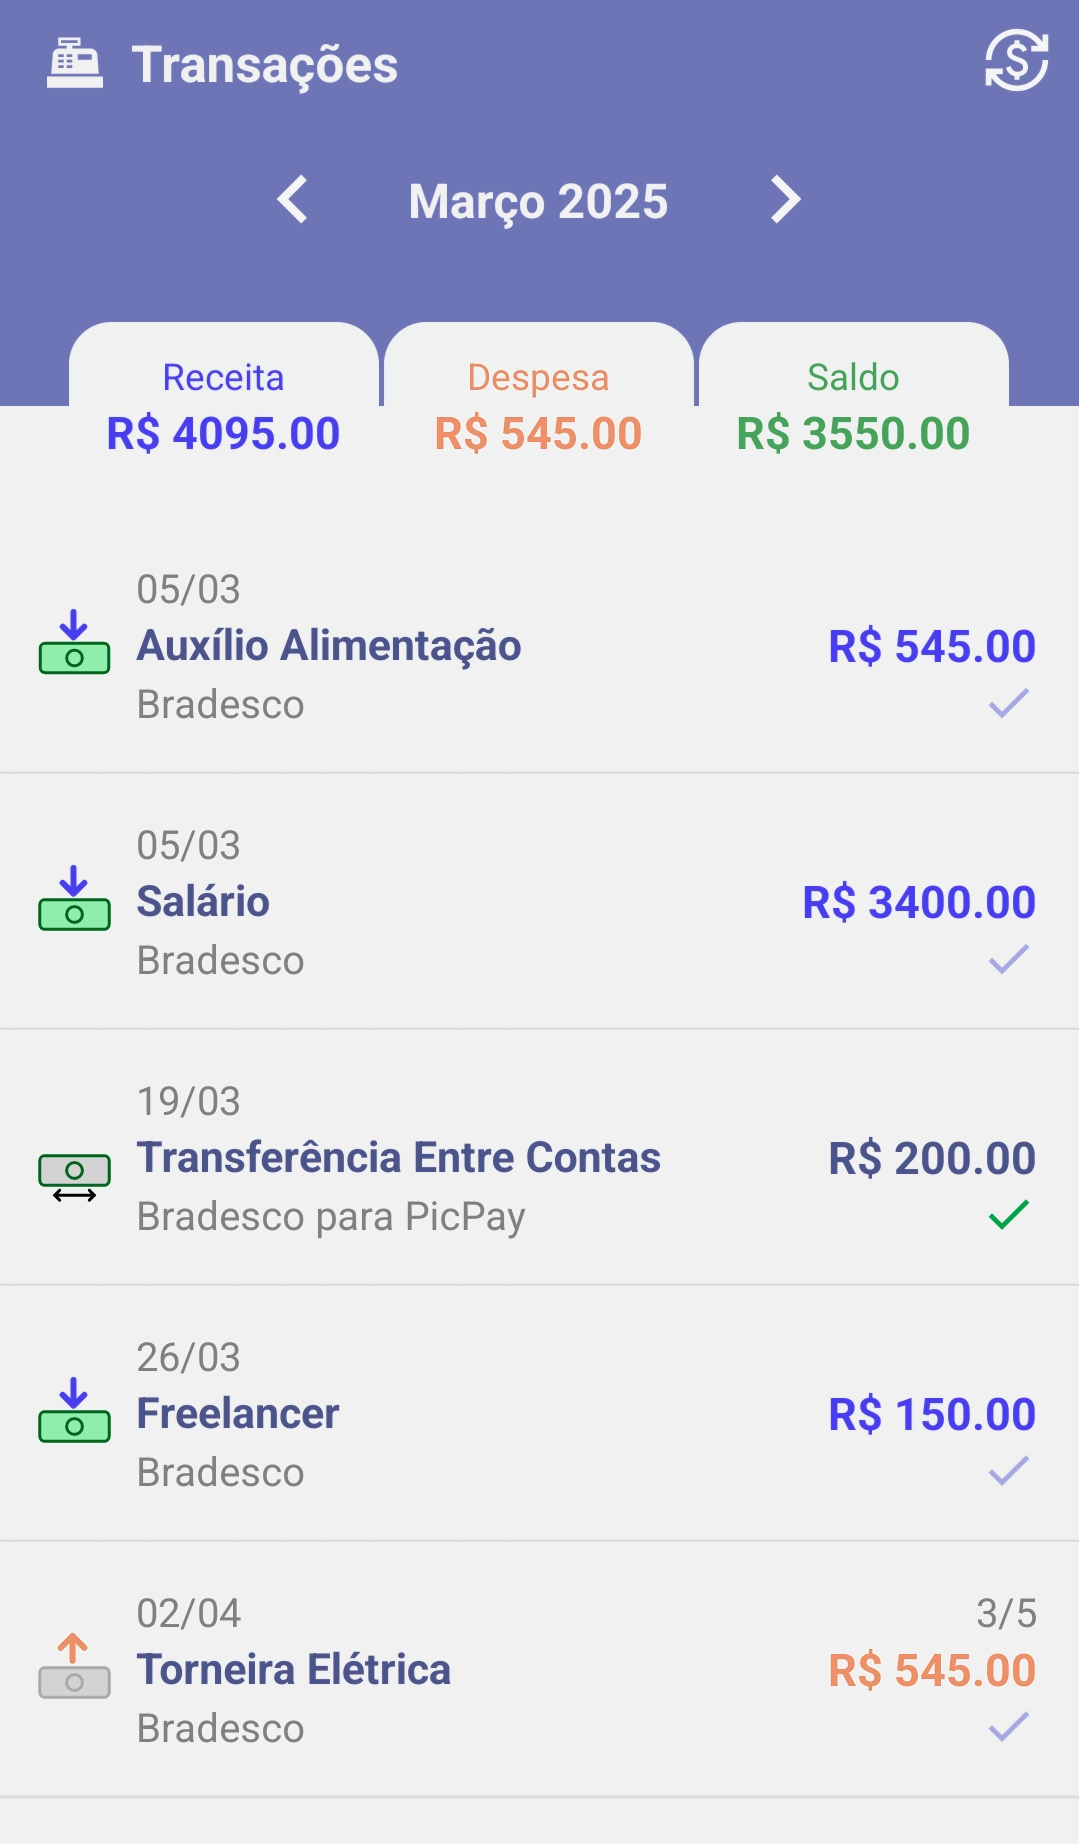 Transações
Março 2025
Receita
R$ 4095.00
Despesa
R$ 545.00
Saldo
R$ 3550.00
05/03
Auxílio Alimentação
R$ 545.00
Bradesco
05/03
Salário
R$ 3400.00
Bradesco
19/03
Transferência Entre Contas
R$ 200.00
Bradesco para PicPay
26/03
Freelancer
R$ 150.00
Bradesco
02/04
3/5
Torneira Elétrica
R$ 545.00
Bradesco